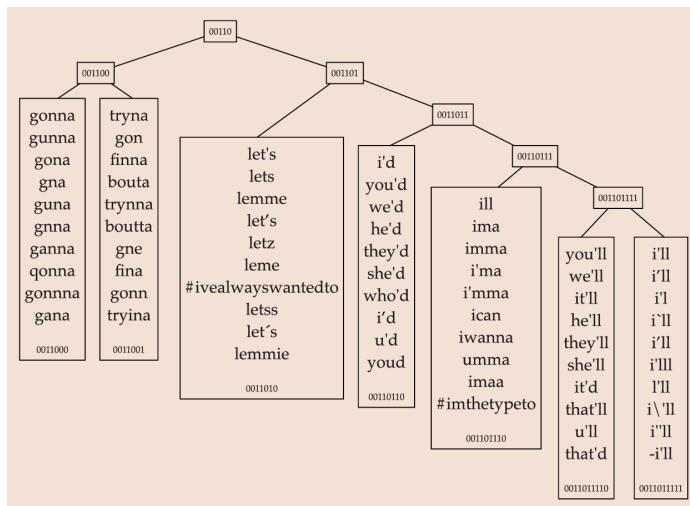 00110
001100
001101
0011011
00110111
001101111
gonna
gunna
gona
gna
guna
gnna
ganna
qonna
gonnna
gana
0011000
tryna
gon
finna
bouta
trynna
boutta
gne
fina
gonn
tryina
0011001
let's
lets
lemme
let’s
letz
leme
#ivealwayswantedto
letss
let´s
lemmie
0011010
i'd
you'd
we'd
he'd
they'd
she'd
who'd
i’d
u'd
youd
00110110
ill
ima
imma
i'ma
i'mma
ican
iwanna
umma
imaa
#imthetypeto
001101110
you'll
we'll
it'll
he'll
they'll
she'll
it'd
that'll
u'll
that'd
0011011110
i'll
i’ll
i'l
i`ll
i’ll
i'lll
l'll
i\'ll
i''ll
-i'll
0011011111